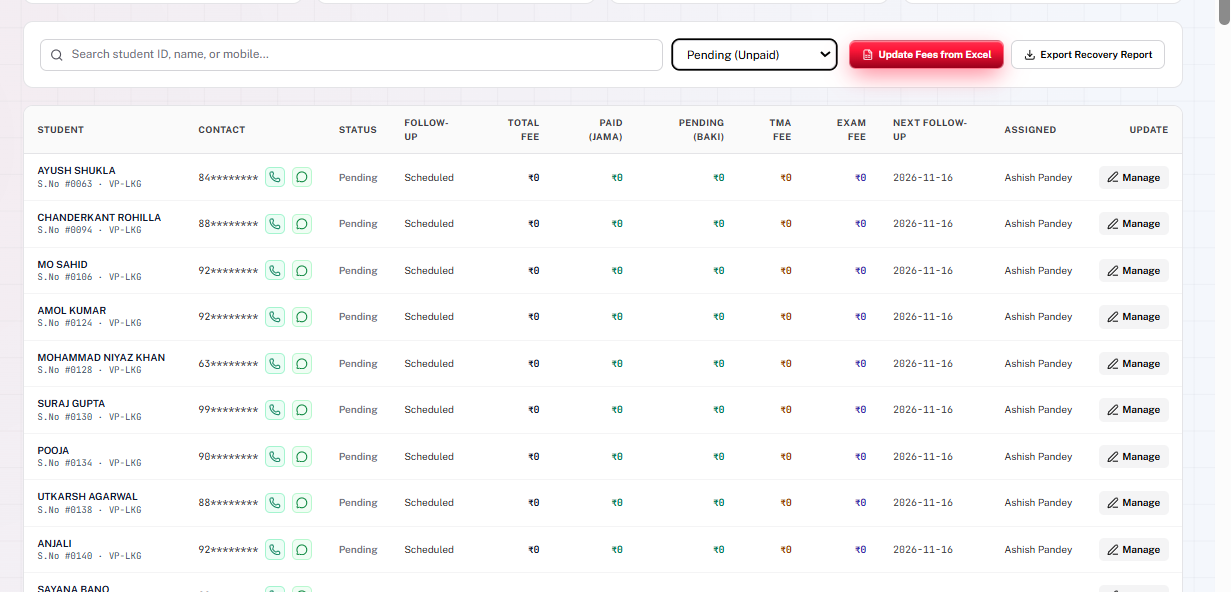 Search student ID, name, or mobile...
Pending (Unpaid)
Update Fees from Excel
Export Recovery Report
STUDENT CONTACT STATUS FOLLOW-UP TOTAL FEE PAID (JAMA) PENDING (BAKI) TMA FEE EXAM FEE NEXT FOLLOW-UP ASSIGNED UPDATE
AYUSH SHUKLA
S.No #0063 · VP-LKG
84******** Pending Scheduled ₹0 ₹0 ₹0 ₹0 ₹0 2026-11-16 Ashish Pandey Manage
CHANDERKANT ROHILLA
S.No #0094 · VP-LKG
88******** Pending Scheduled ₹0 ₹0 ₹0 ₹0 ₹0 2026-11-16 Ashish Pandey Manage
MO SAHID
S.No #0106 · VP-LKG
92******** Pending Scheduled ₹0 ₹0 ₹0 ₹0 ₹0 2026-11-16 Ashish Pandey Manage
AMOL KUMAR
S.No #0124 · VP-LKG
92******** Pending Scheduled ₹0 ₹0 ₹0 ₹0 ₹0 2026-11-16 Ashish Pandey Manage
MOHAMMAD NIYAZ KHAN
S.No #0128 · VP-LKG
63******** Pending Scheduled ₹0 ₹0 ₹0 ₹0 ₹0 2026-11-16 Ashish Pandey Manage
SURAJ GUPTA
S.No #0130 · VP-LKG
99******** Pending Scheduled ₹0 ₹0 ₹0 ₹0 ₹0 2026-11-16 Ashish Pandey Manage
POOJA
S.No #0134 · VP-LKG
90******** Pending Scheduled ₹0 ₹0 ₹0 ₹0 ₹0 2026-11-16 Ashish Pandey Manage
UTKARSH AGARWAL
S.No #0138 · VP-LKG
88******** Pending Scheduled ₹0 ₹0 ₹0 ₹0 ₹0 2026-11-16 Ashish Pandey Manage
ANJALI
S.No #0140 · VP-LKG
92******** Pending Scheduled ₹0 ₹0 ₹0 ₹0 ₹0 2026-11-16 Ashish Pandey Manage
SAYANA BANO